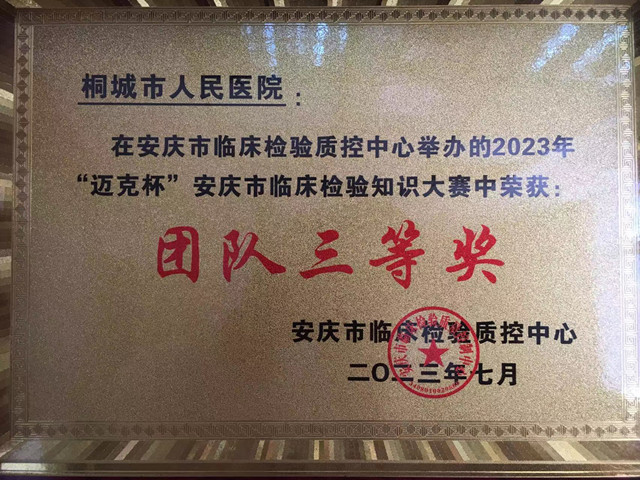 桐城市人民医院：
在安庆市临床检验质控中心举办的2023年
“迈克杯”安庆市临床检验知识大赛中荣获：
团队三等奖
安庆市临床检验质控中心
二〇二三年七月